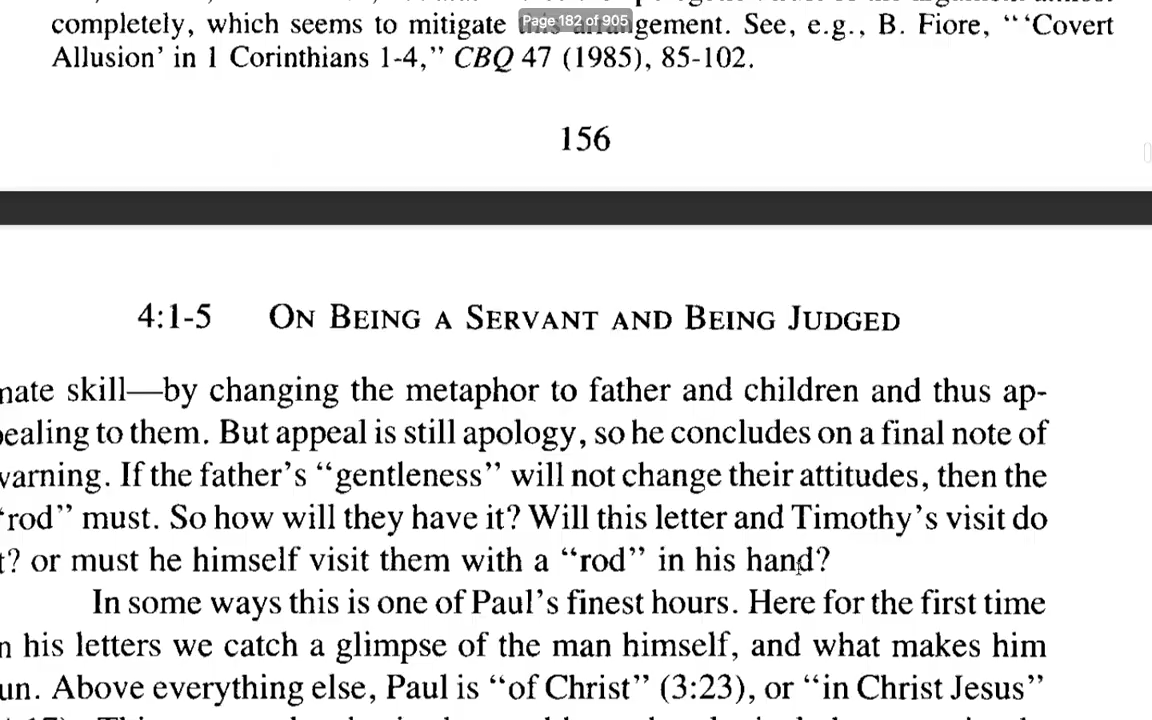 completely, which seems to mitigate gement. See, e.g., B. Fiore, “ ‘Covert
Page 182 of 905
Allusion’ in 1 Corinthians 1-4,” CBQ 47 (1985), 85-102.
156
4:1-5 ON BEING A SERVANT AND BEING JUDGED
nate skill—by changing the metaphor to father and children and thus ap-
ealing to them. But appeal is still apology, so he concludes on a final note of
varning. If the father’s “gentleness” will not change their attitudes, then the
‘rod” must. So how will they have it? Will this letter and Timothy’s visit do
t? or must he himself visit them with a “rod” in his hand?
In some ways this is one of Paul’s finest hours. Here for the first time
n his letters we catch a glimpse of the man himself, and what makes him
un. Above everything else, Paul is “of Christ” (3:23), or “in Christ Jesus”